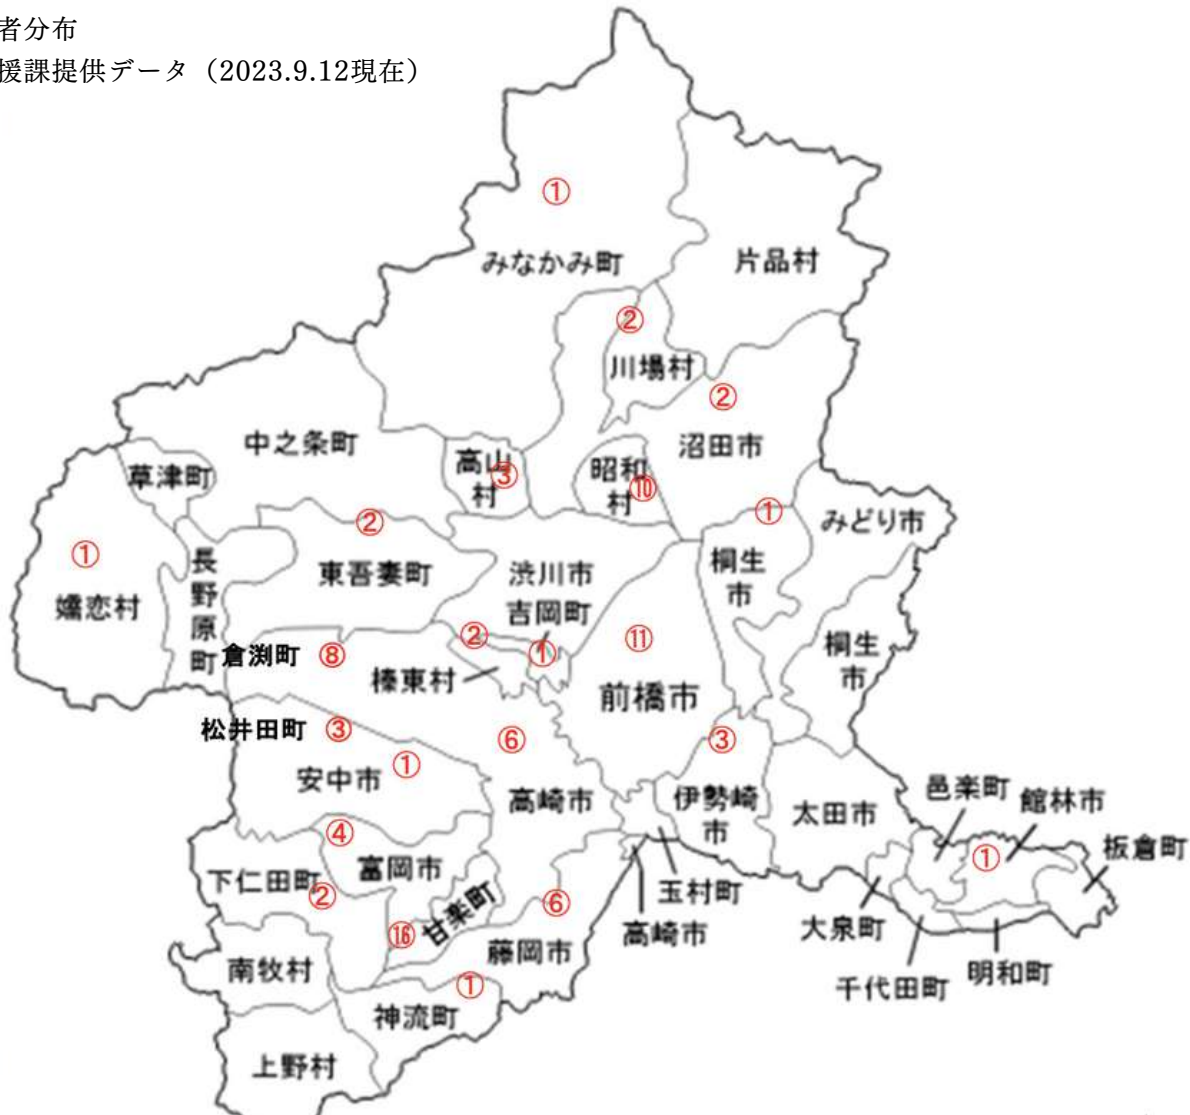 者分布
援課提供データ（2023.9.12現在）
①
みなかみ町
片品村
②
川場村
②
沼田市
中之条町
草津町
高山村
③
昭和村
⑩
①
みどり市
桐生市
②
東吾妻町
渋川市
吉岡町
①
嬬恋村
長野原町
倉渕町
⑧
②
①
榛東村
⑪
前橋市
桐生市
松井田町
③
①
安中市
⑥
高崎市
③
伊勢崎市
太田市
邑楽町
館林市
①
板倉町
④
富岡市
下仁田町
②
甘楽町
⑯
⑥
藤岡市
玉村町
高崎市
大泉町
千代田町
明和町
南牧村
①
神流町
上野村